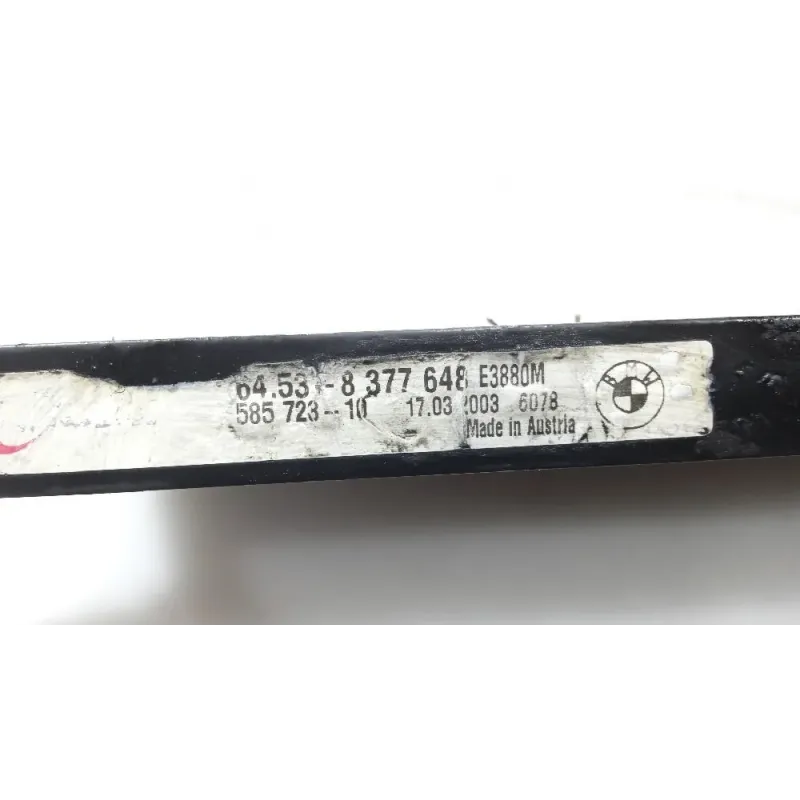 64.53 - 8 377 648 E3880M
585 723 - 10 17.03 2003 6078
Made in Austria
BMW